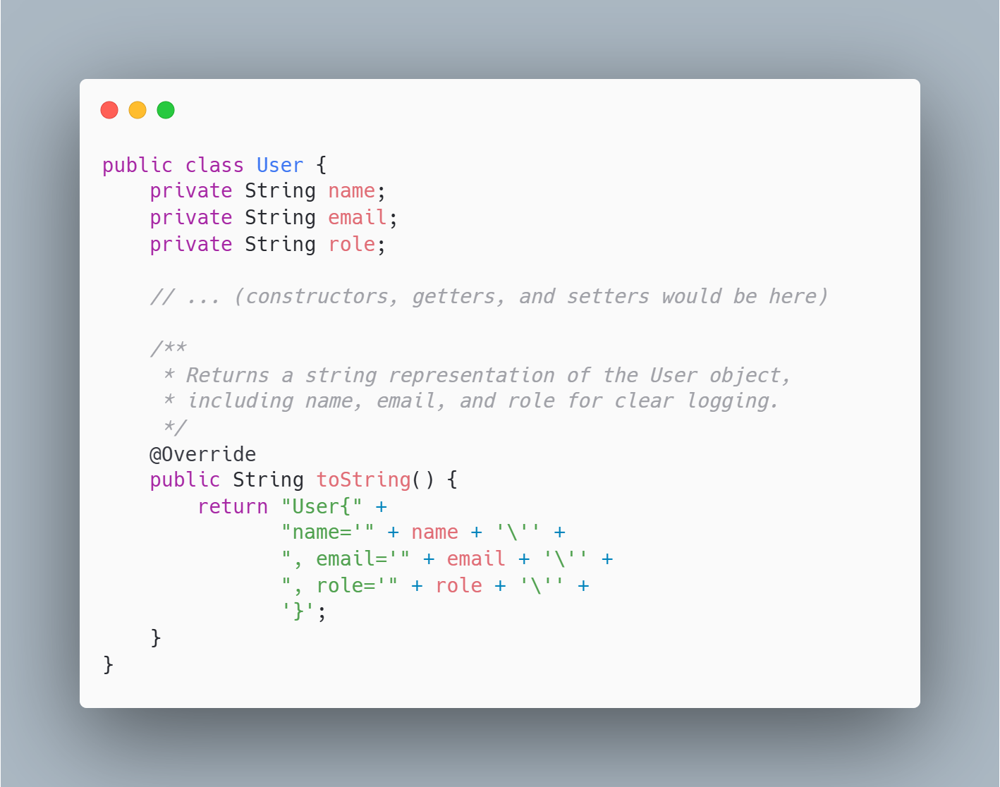 public class User {
    private String name;
    private String email;
    private String role;

    // ... (constructors, getters, and setters would be here)

    /**
     * Returns a string representation of the User object,
     * including name, email, and role for clear logging.
     */
    @Override
    public String toString() {
        return "User{" +
               "name='" + name + '\'' +
               ", email='" + email + '\'' +
               ", role='" + role + '\'' +
               '}';
    }
}